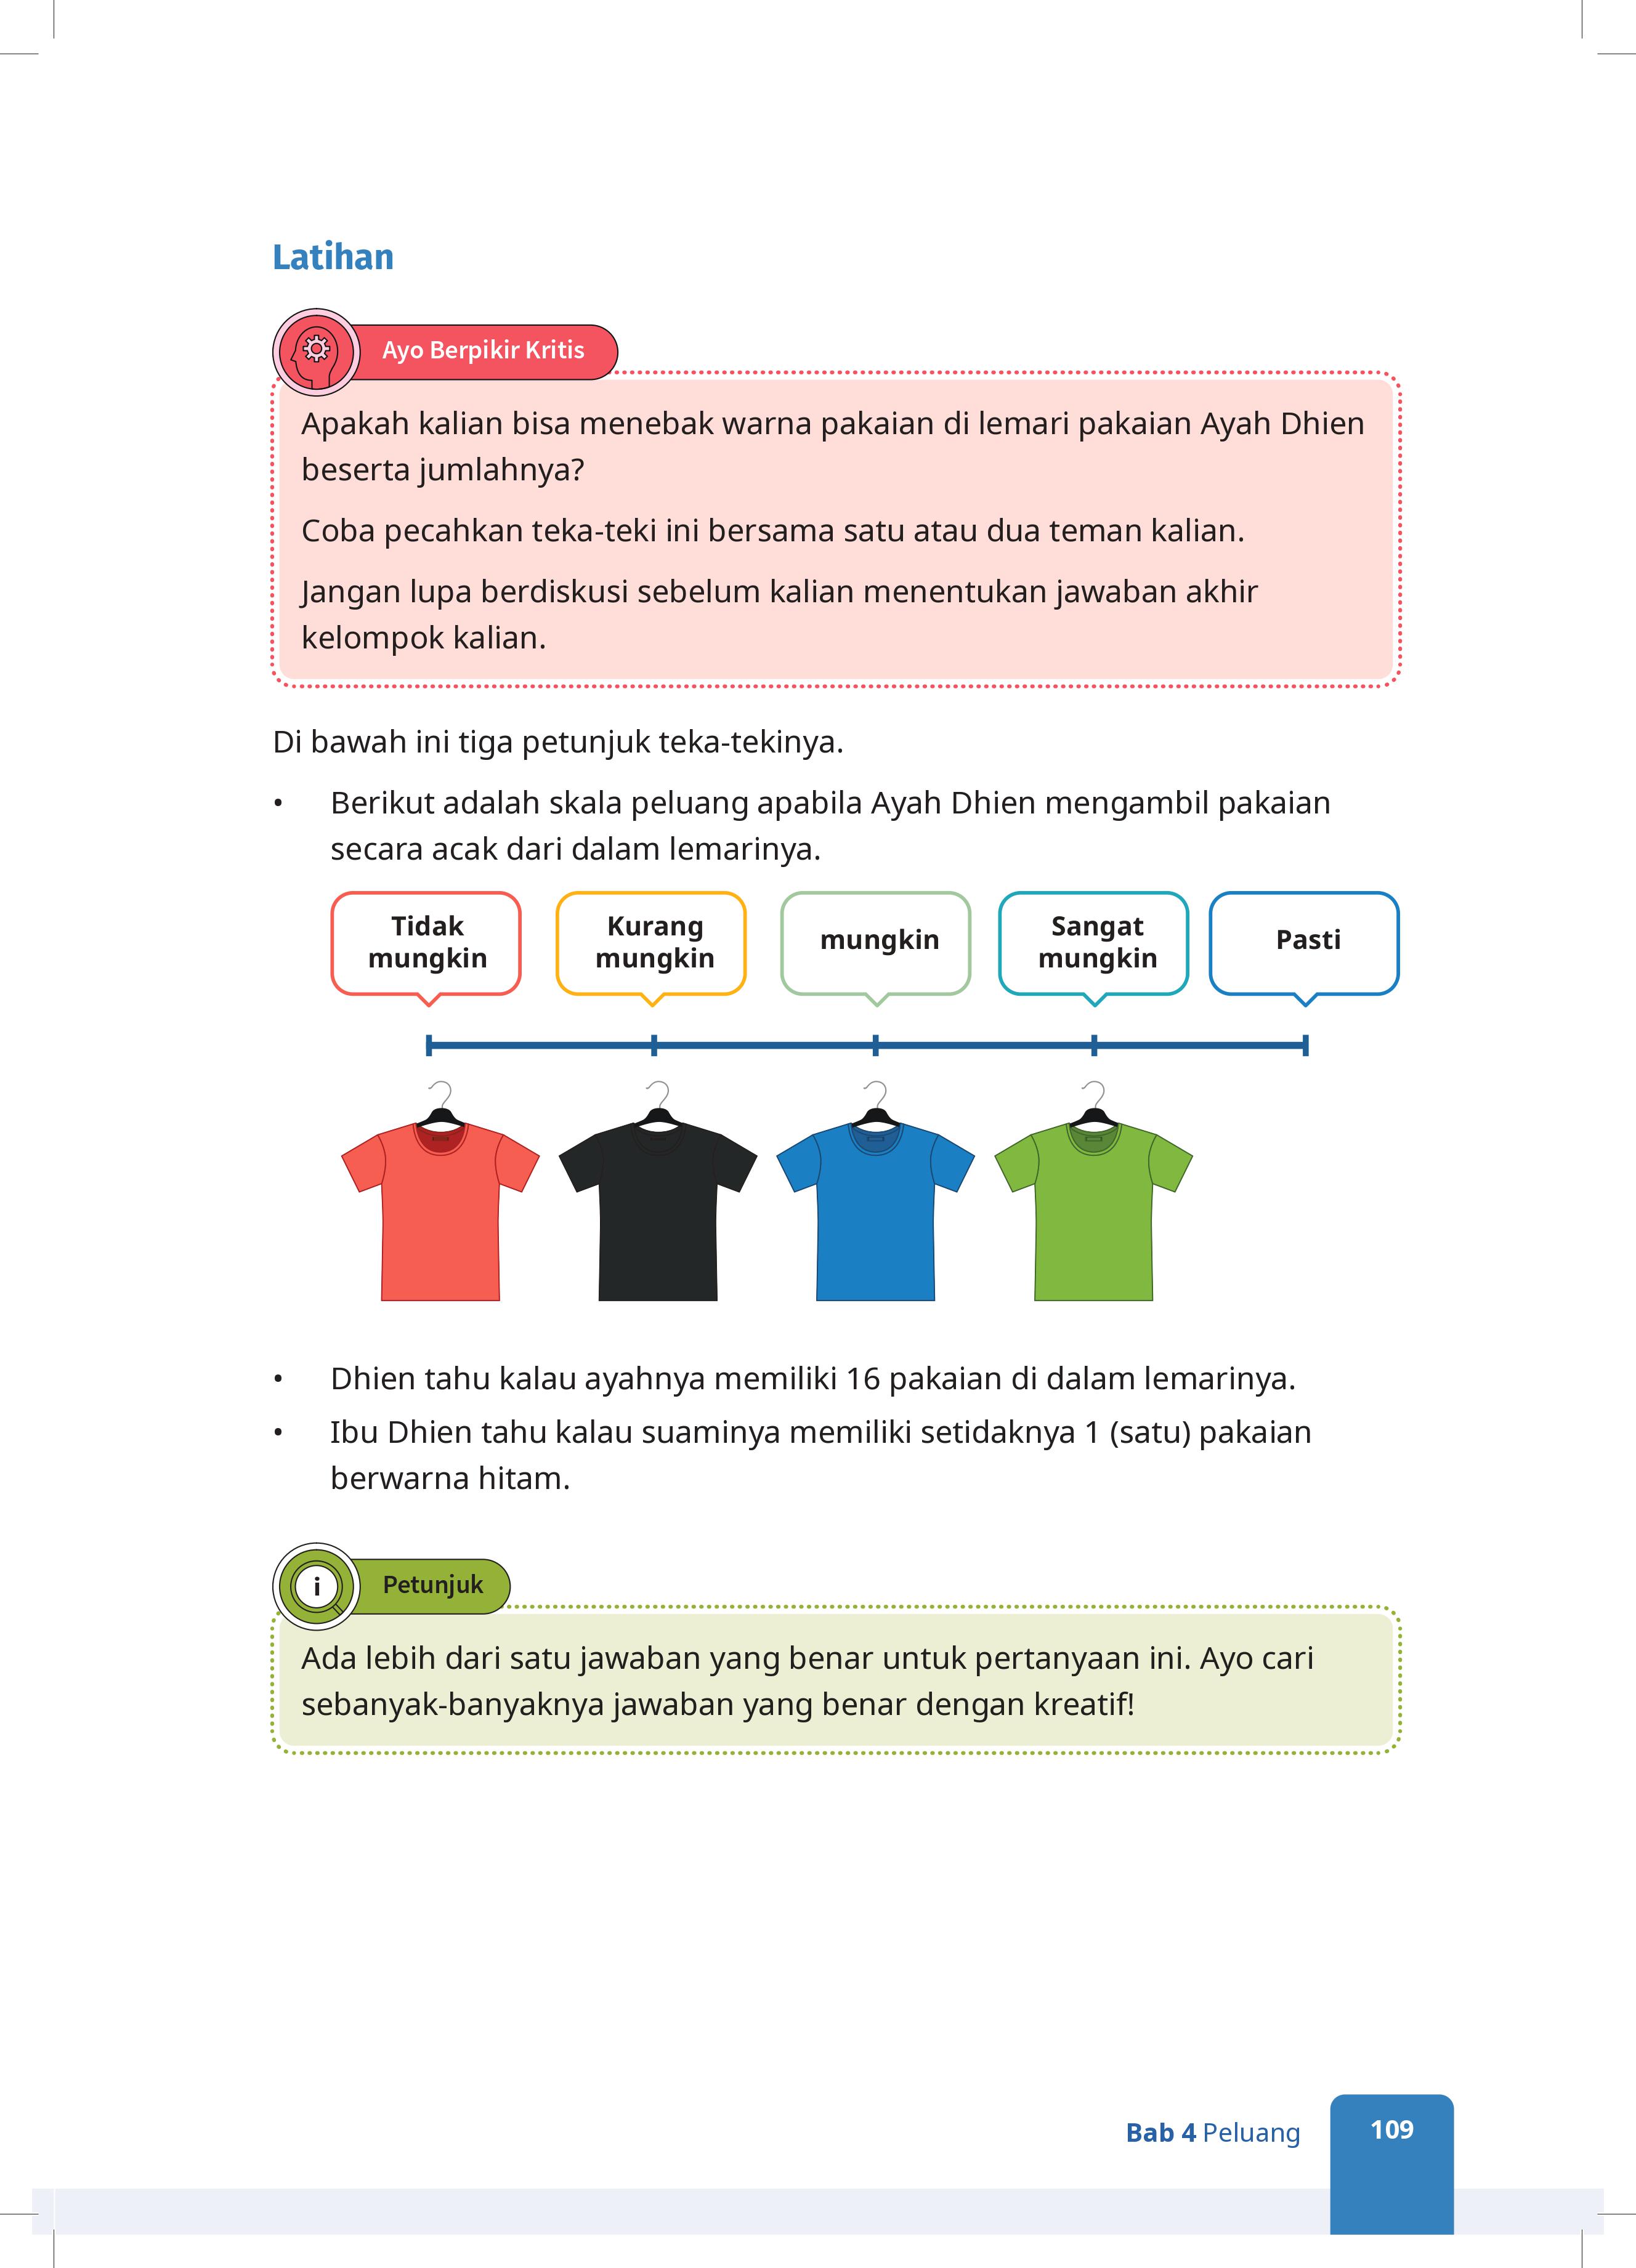 Latihan
Ayo Berpikir Kritis
Apakah kalian bisa menebak warna pakaian di lemari pakaian Ayah Dhien
beserta jumlahnya?
Coba pecahkan teka-teki ini bersama satu atau dua teman kalian.
Jangan lupa berdiskusi sebelum kalian menentukan jawaban akhir
kelompok kalian.
Di bawah ini tiga petunjuk teka-tekinya.
• Berikut adalah skala peluang apabila Ayah Dhien mengambil pakaian
secara acak dari dalam lemarinya.
Tidak
mungkin
Kurang
mungkin
mungkin
Sangat
mungkin
Pasti
• Dhien tahu kalau ayahnya memiliki 16 pakaian di dalam lemarinya.
• Ibu Dhien tahu kalau suaminya memiliki setidaknya 1 (satu) pakaian
berwarna hitam.
i
Petunjuk
Ada lebih dari satu jawaban yang benar untuk pertanyaan ini. Ayo cari
sebanyak-banyaknya jawaban yang benar dengan kreatif!
Bab 4 Peluang
109